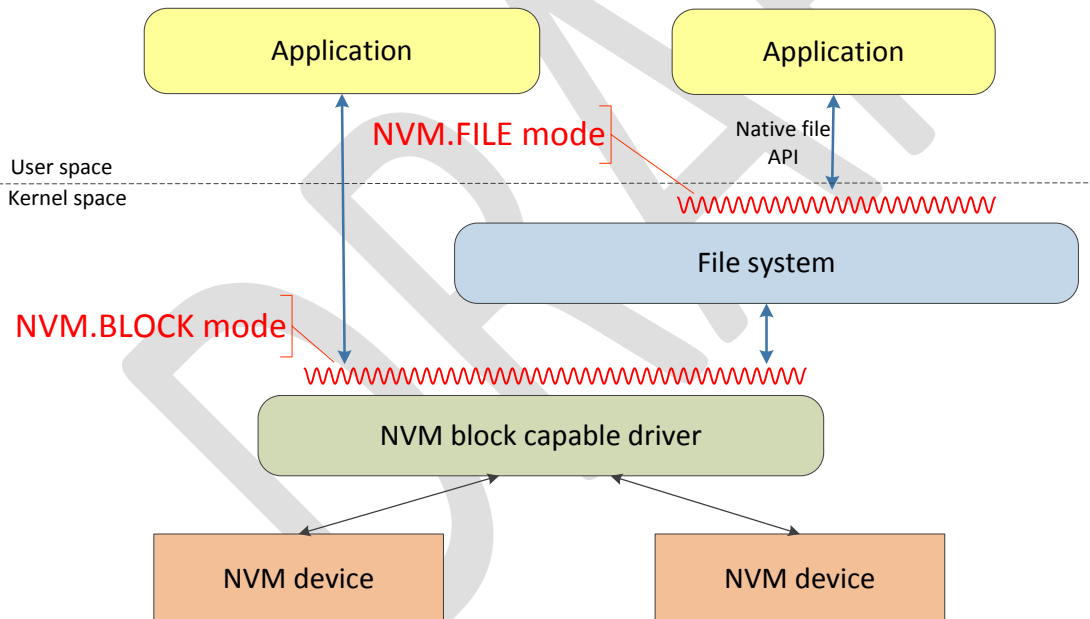 Application
Application
NVM.FILE mode
Native file
API
User space
Kernel space
File system
NVM.BLOCK mode
NVM block capable driver
NVM device
NVM device
DRA